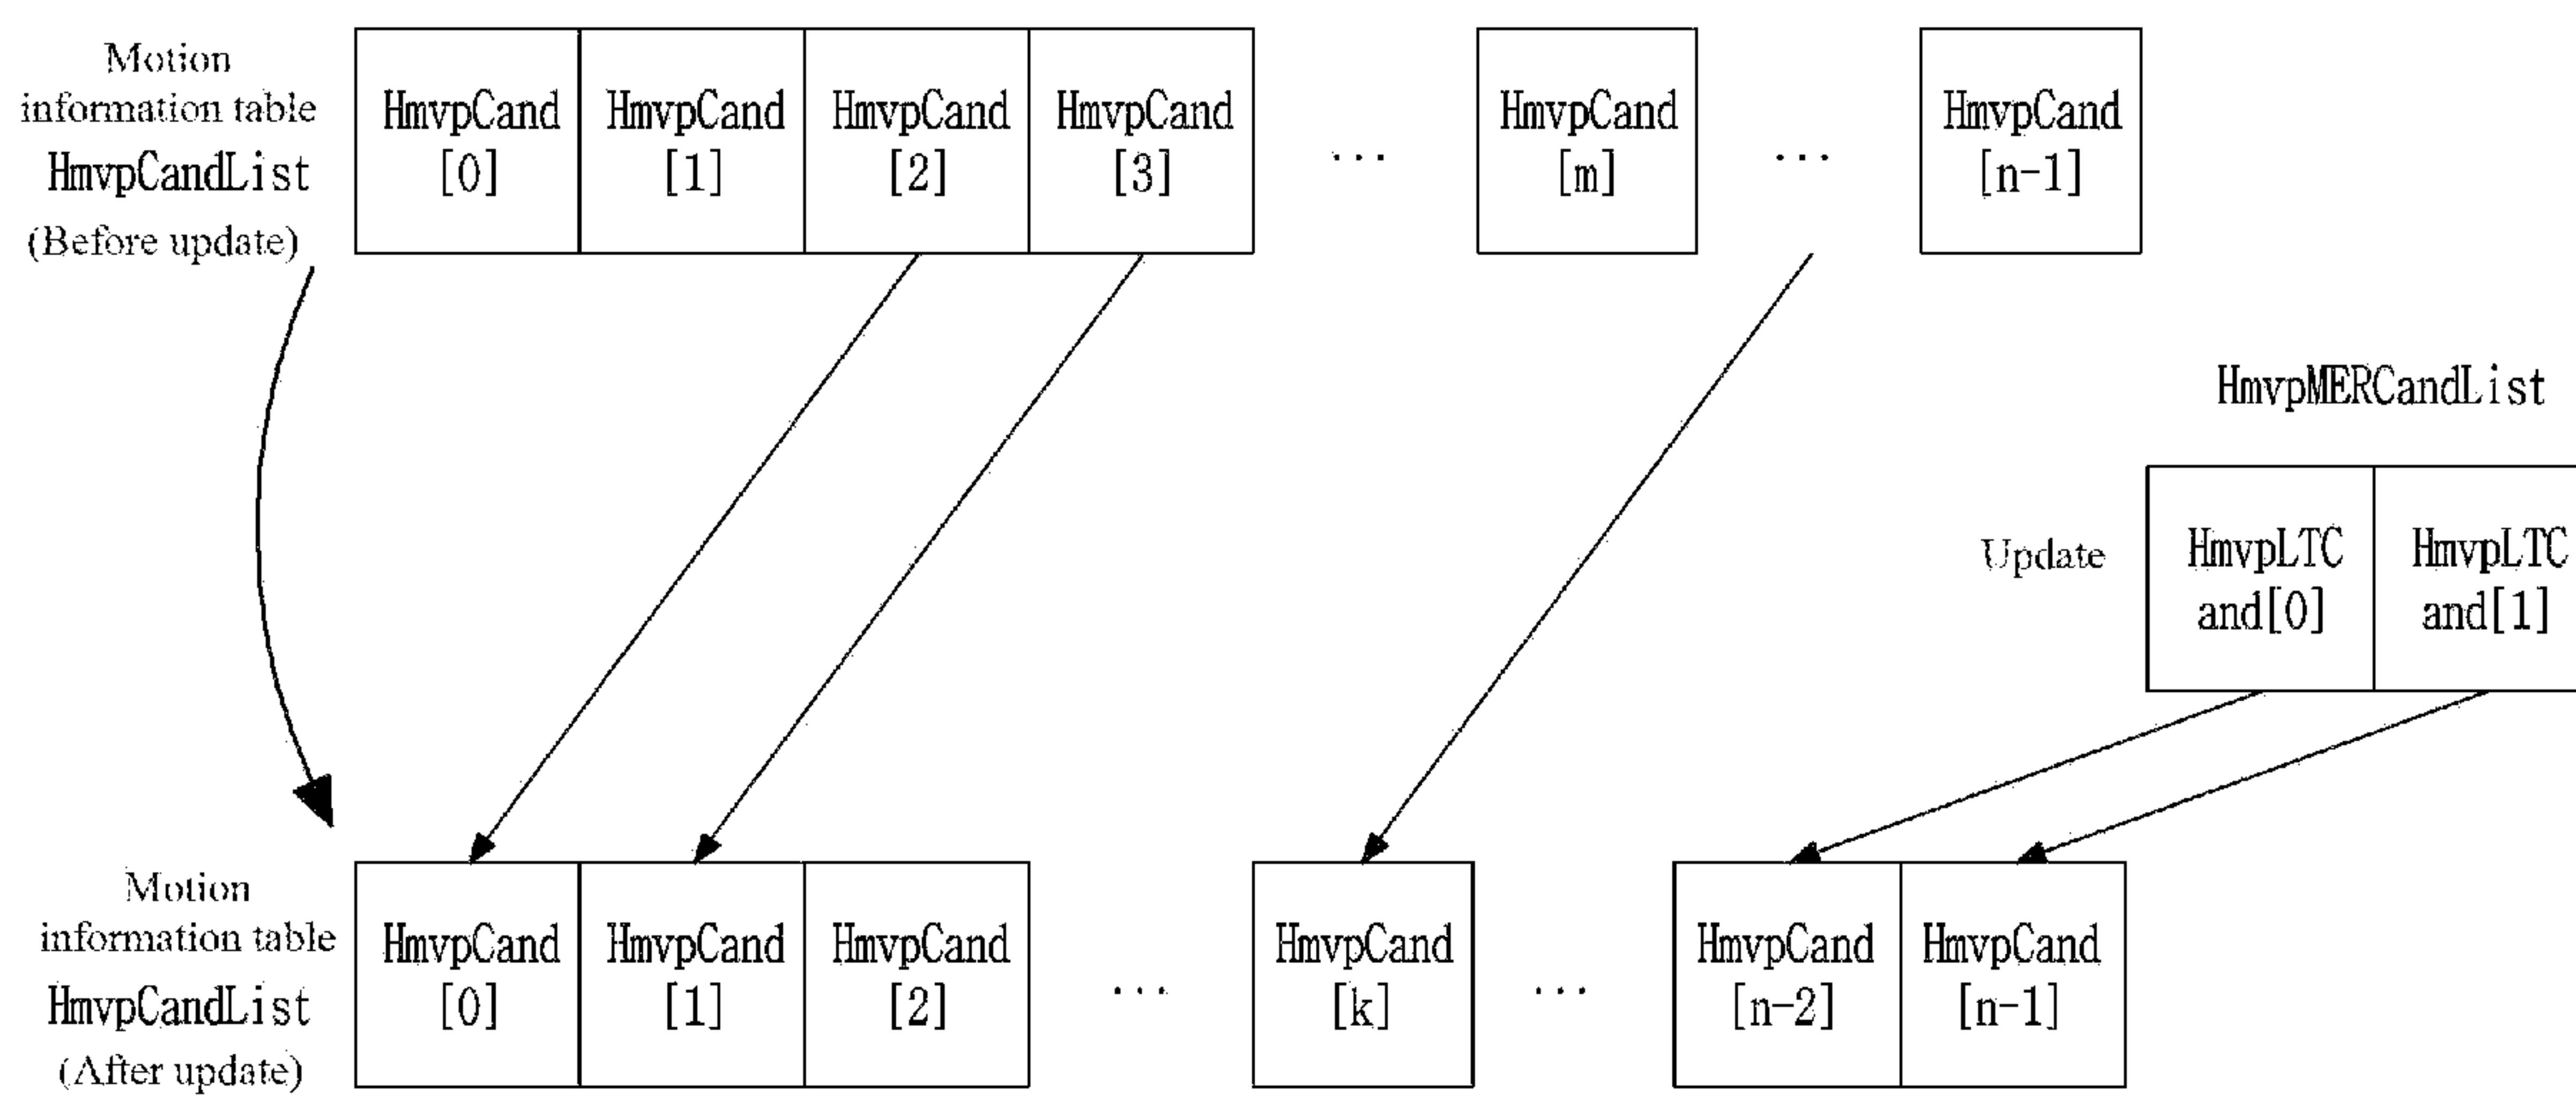 Motion
information table
HmvpCandList
(Before update)
HmvpCand
[0]
HmvpCand
[1]
HmvpCand
[2]
HmvpCand
[3]
...
HmvpCand
[m]
...
HmvpCand
[n-1]
HmvpMERCandList
Update
HmvpLTC
and[0]
HmvpLTC
and[1]
Motion
information table
HmvpCandList
(After update)
HmvpCand
[0]
HmvpCand
[1]
HmvpCand
[2]
...
HmvpCand
[k]
...
HmvpCand
[n-2]
HmvpCand
[n-1]